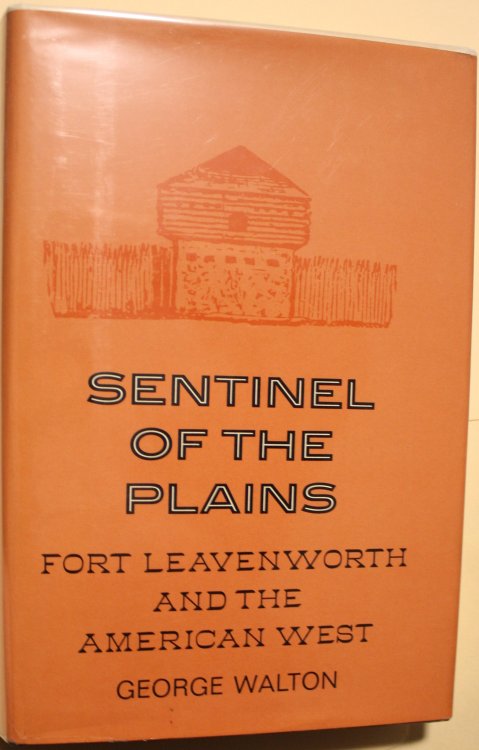 SENTINEL
OF THE
PLAINS
FORT LEAVENWORTH
AND THE
AMERICAN WEST
GEORGE WALTON